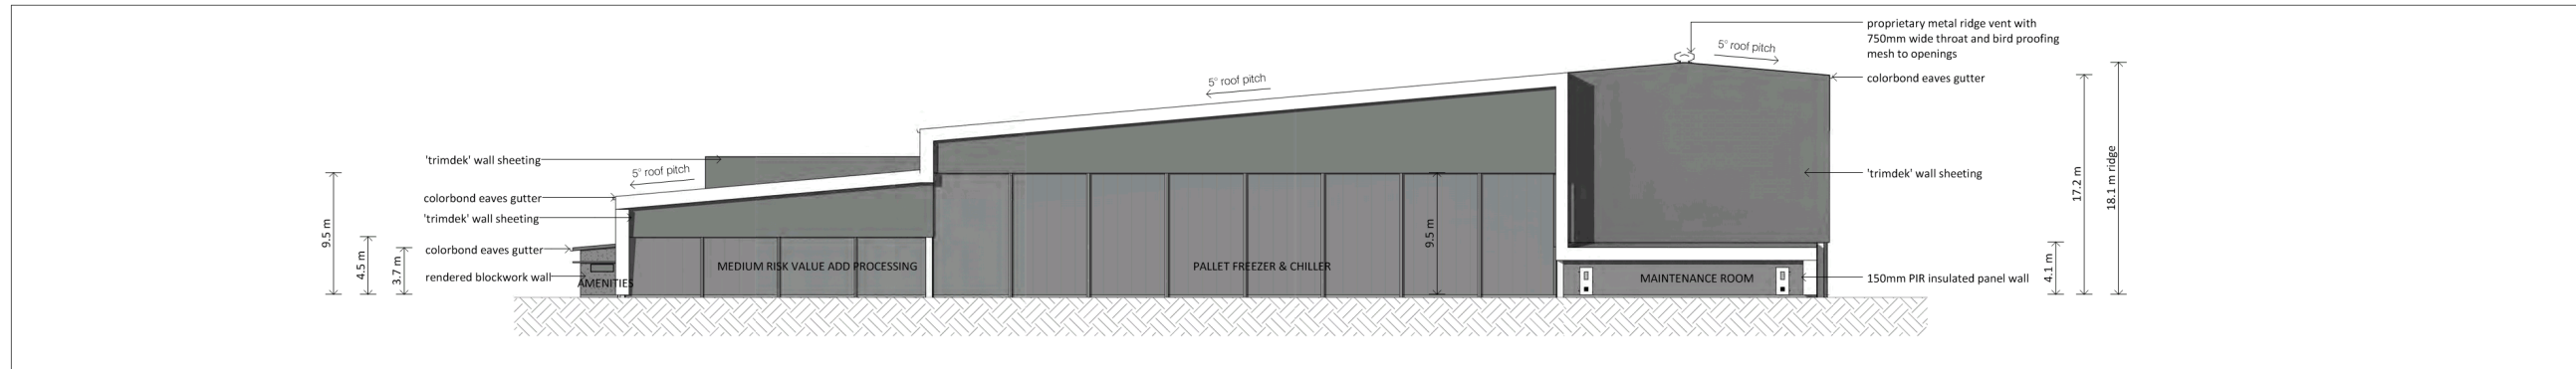 proprietary metal ridge vent with
750mm wide throat and bird proofing
mesh to openings
5° roof pitch
colorbond eaves gutter
5° roof pitch
'trimdek' wall sheeting
5° roof pitch
'trimdek' wall sheeting
colorbond eaves gutter
'trimdek' wall sheeting
colorbond eaves gutter
rendered blockwork wall
AMENITIES
MEDIUM RISK VALUE ADD PROCESSING
PALLET FREEZER & CHILLER
MAINTENANCE ROOM
150mm PIR insulated panel wall
9.5 m
4.5 m
3.7 m
9.5 m
4.1 m
17.2 m
18.1 m ridge